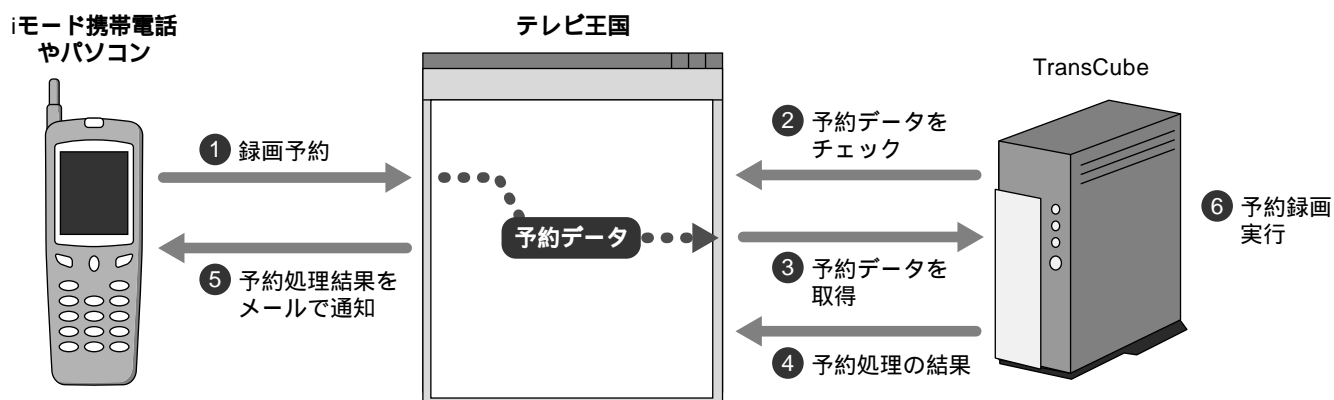 iモード携帯電話
やパソコン
テレビ王国
TransCube
1 録画予約
2 予約データを
チェック
予約データ
6 予約録画
実行
5 予約処理結果を
メールで通知
3 予約データを
取得
4 予約処理の結果